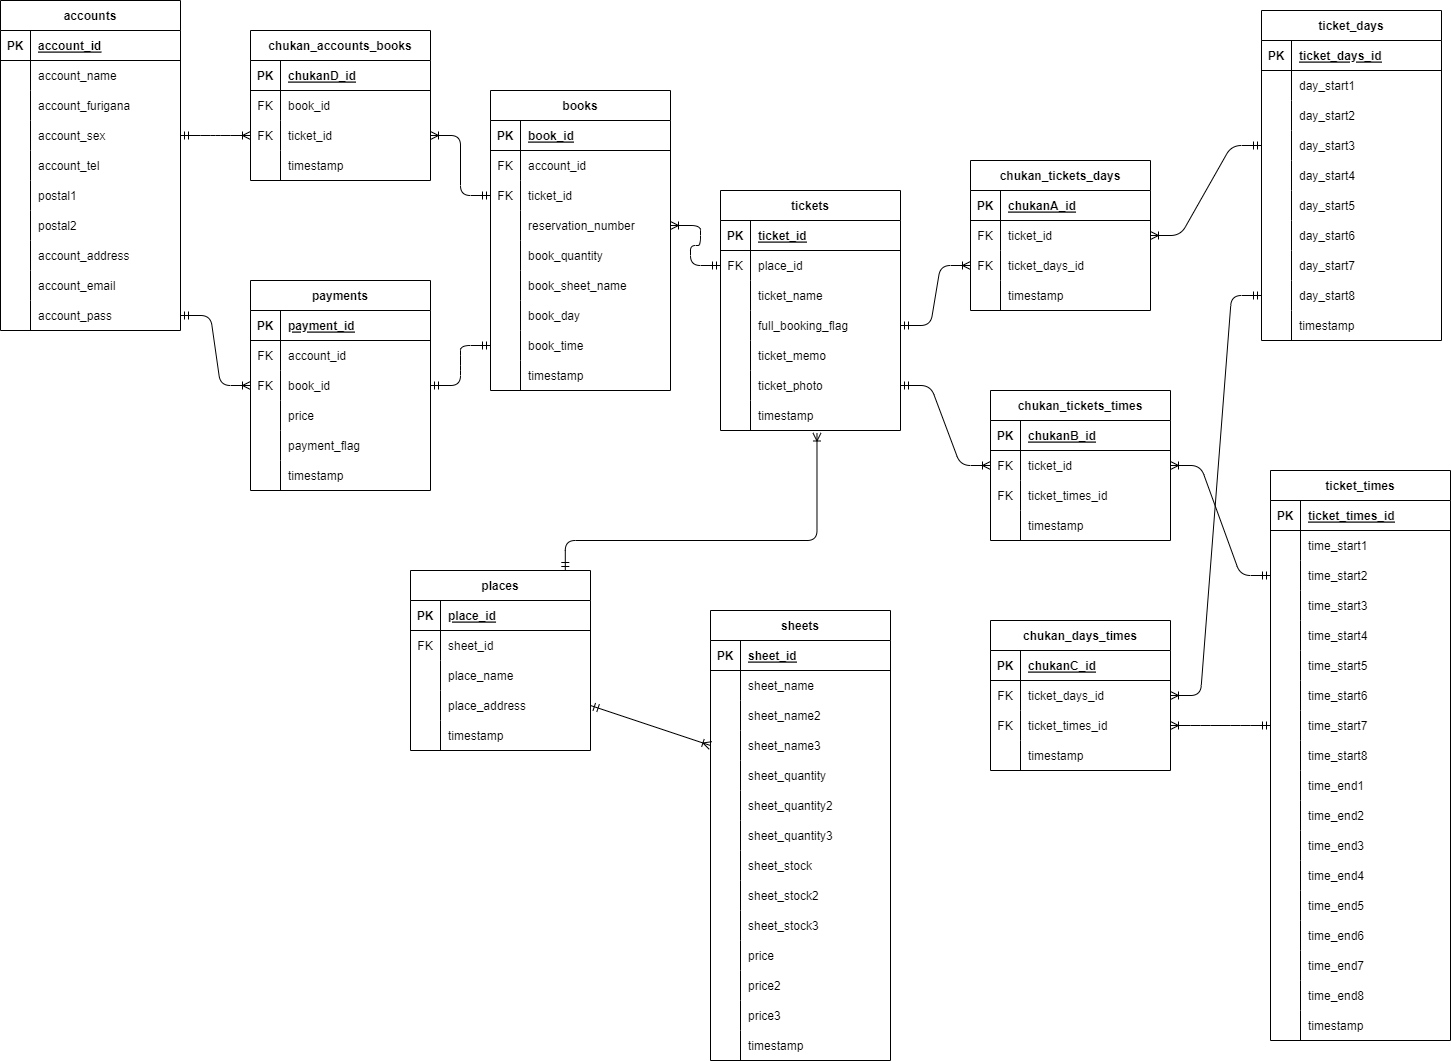 accounts
PK account_id
account_name
account_furigana
account_sex
account_tel
postal1
postal2
account_address
account_email
account_pass
chukan_accounts_books
PK chukanD_id
FK book_id
FK ticket_id
timestamp
payments
PK payment_id
FK account_id
FK book_id
price
payment_flag
timestamp
books
PK book_id
FK account_id
FK ticket_id
reservation_number
book_quantity
book_sheet_name
book_day
book_time
timestamp
tickets
PK ticket_id
FK place_id
ticket_name
full_booking_flag
ticket_memo
ticket_photo
timestamp
chukan_tickets_days
PK chukanA_id
FK ticket_id
FK ticket_days_id
timestamp
ticket_days
PK ticket_days_id
day_start1
day_start2
day_start3
day_start4
day_start5
day_start6
day_start7
day_start8
timestamp
chukan_tickets_times
PK chukanB_id
FK ticket_id
FK ticket_times_id
timestamp
ticket_times
PK ticket_times_id
time_start1
time_start2
time_start3
time_start4
time_start5
time_start6
time_start7
time_start8
time_end1
time_end2
time_end3
time_end4
time_end5
time_end6
time_end7
time_end8
timestamp
places
PK place_id
FK sheet_id
place_name
place_address
timestamp
sheets
PK sheet_id
sheet_name
sheet_name2
sheet_name3
sheet_quantity
sheet_quantity2
sheet_quantity3
sheet_stock
sheet_stock2
sheet_stock3
price
price2
price3
timestamp
chukan_days_times
PK chukanC_id
FK ticket_days_id
FK ticket_times_id
timestamp